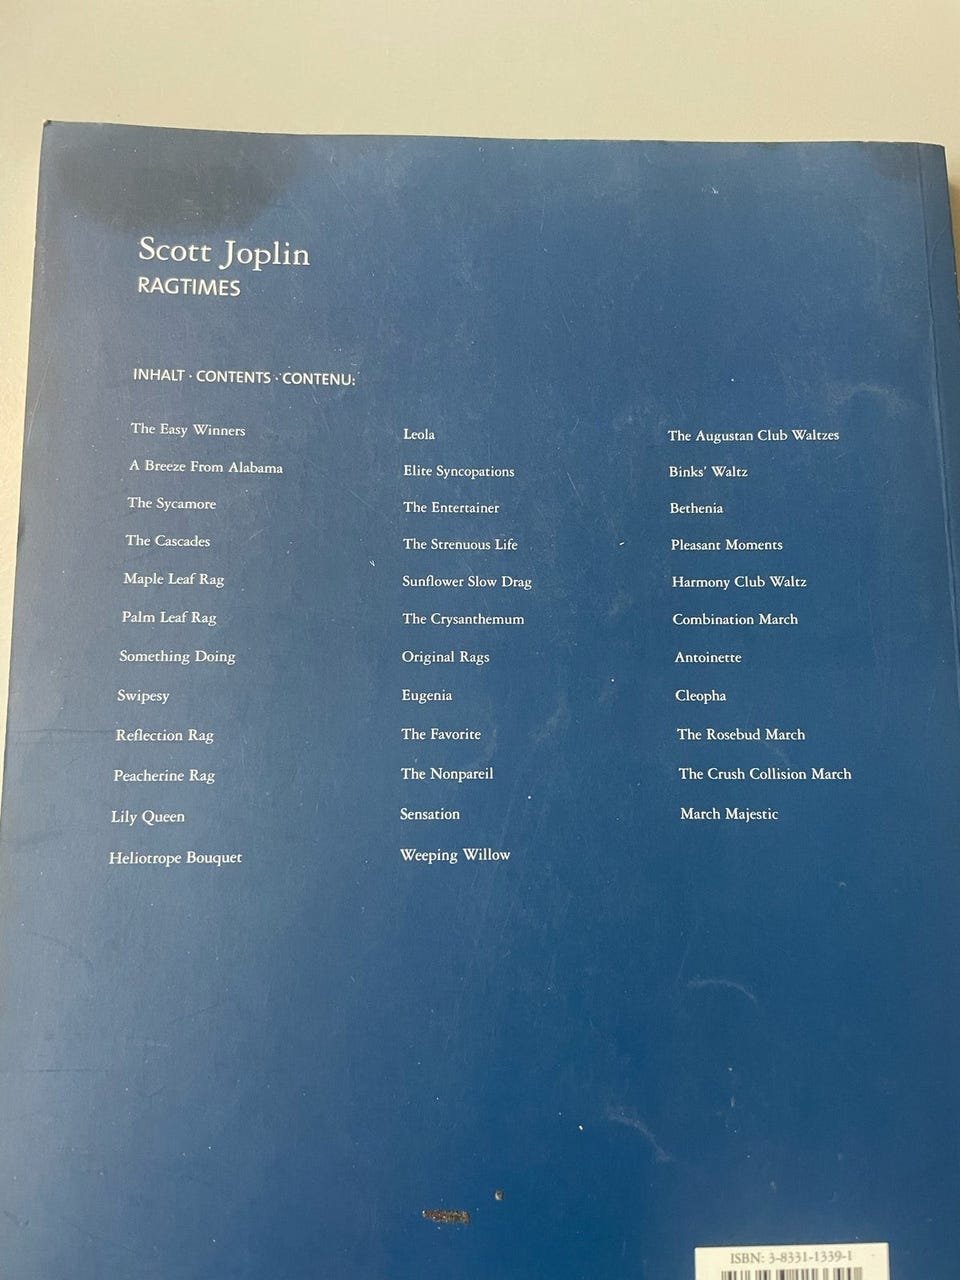 Scott Joplin
RAGTIMES
INHALT · CONTENTS · CONTENU:
The Easy Winners
A Breeze From Alabama
The Sycamore
The Cascades
Maple Leaf Rag
Palm Leaf Rag
Something Doing
Swipesy
Reflection Rag
Peacherine Rag
Lily Queen
Heliotrope Bouquet
Leola
Elite Syncopations
The Entertainer
The Strenuous Life
Sunflower Slow Drag
The Crysanthemum
Original Rags
Eugenia
The Favorite
The Nonpareil
Sensation
Weeping Willow
The Augustan Club Waltzes
Binks' Waltz
Bethenia
Pleasant Moments
Harmony Club Waltz
Combination March
Antoinette
Cleopha
The Rosebud March
The Crush Collision March
March Majestic
ISBN: 3-8331-1339-1